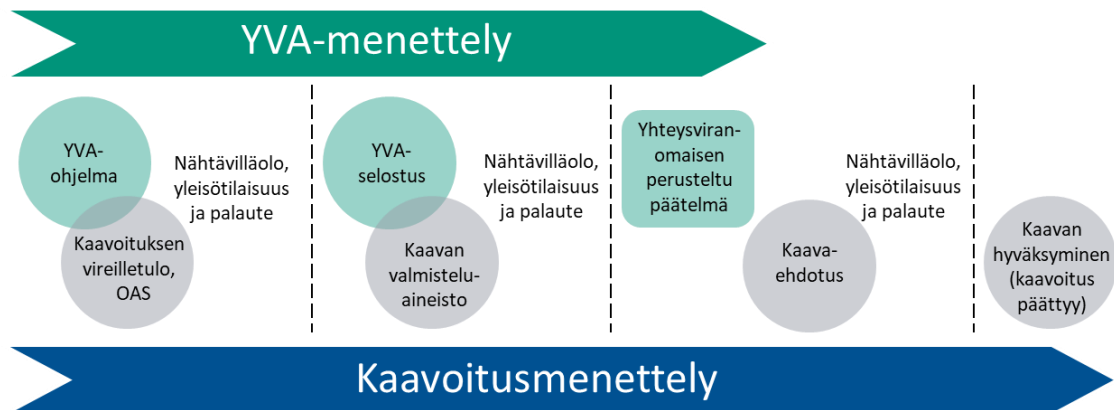 YVA-menettely
YVA-
ohjelma
Kaavoituksen
vireilletulo,
OAS
Nähtävilläolo,
yleisötilaisuus
ja palaute
YVA-
selostus
Kaavan
valmistelu-
aineisto
Nähtävilläolo,
yleisötilaisuus
ja palaute
Yhteysviran-
omaisen
perusteltu
päätelmä
Kaava-
ehdotus
Nähtävilläolo,
yleisötilaisuus
ja palaute
Kaavan
hyväksyminen
(kaavoitus
päättyy)
Kaavoitusmenettely